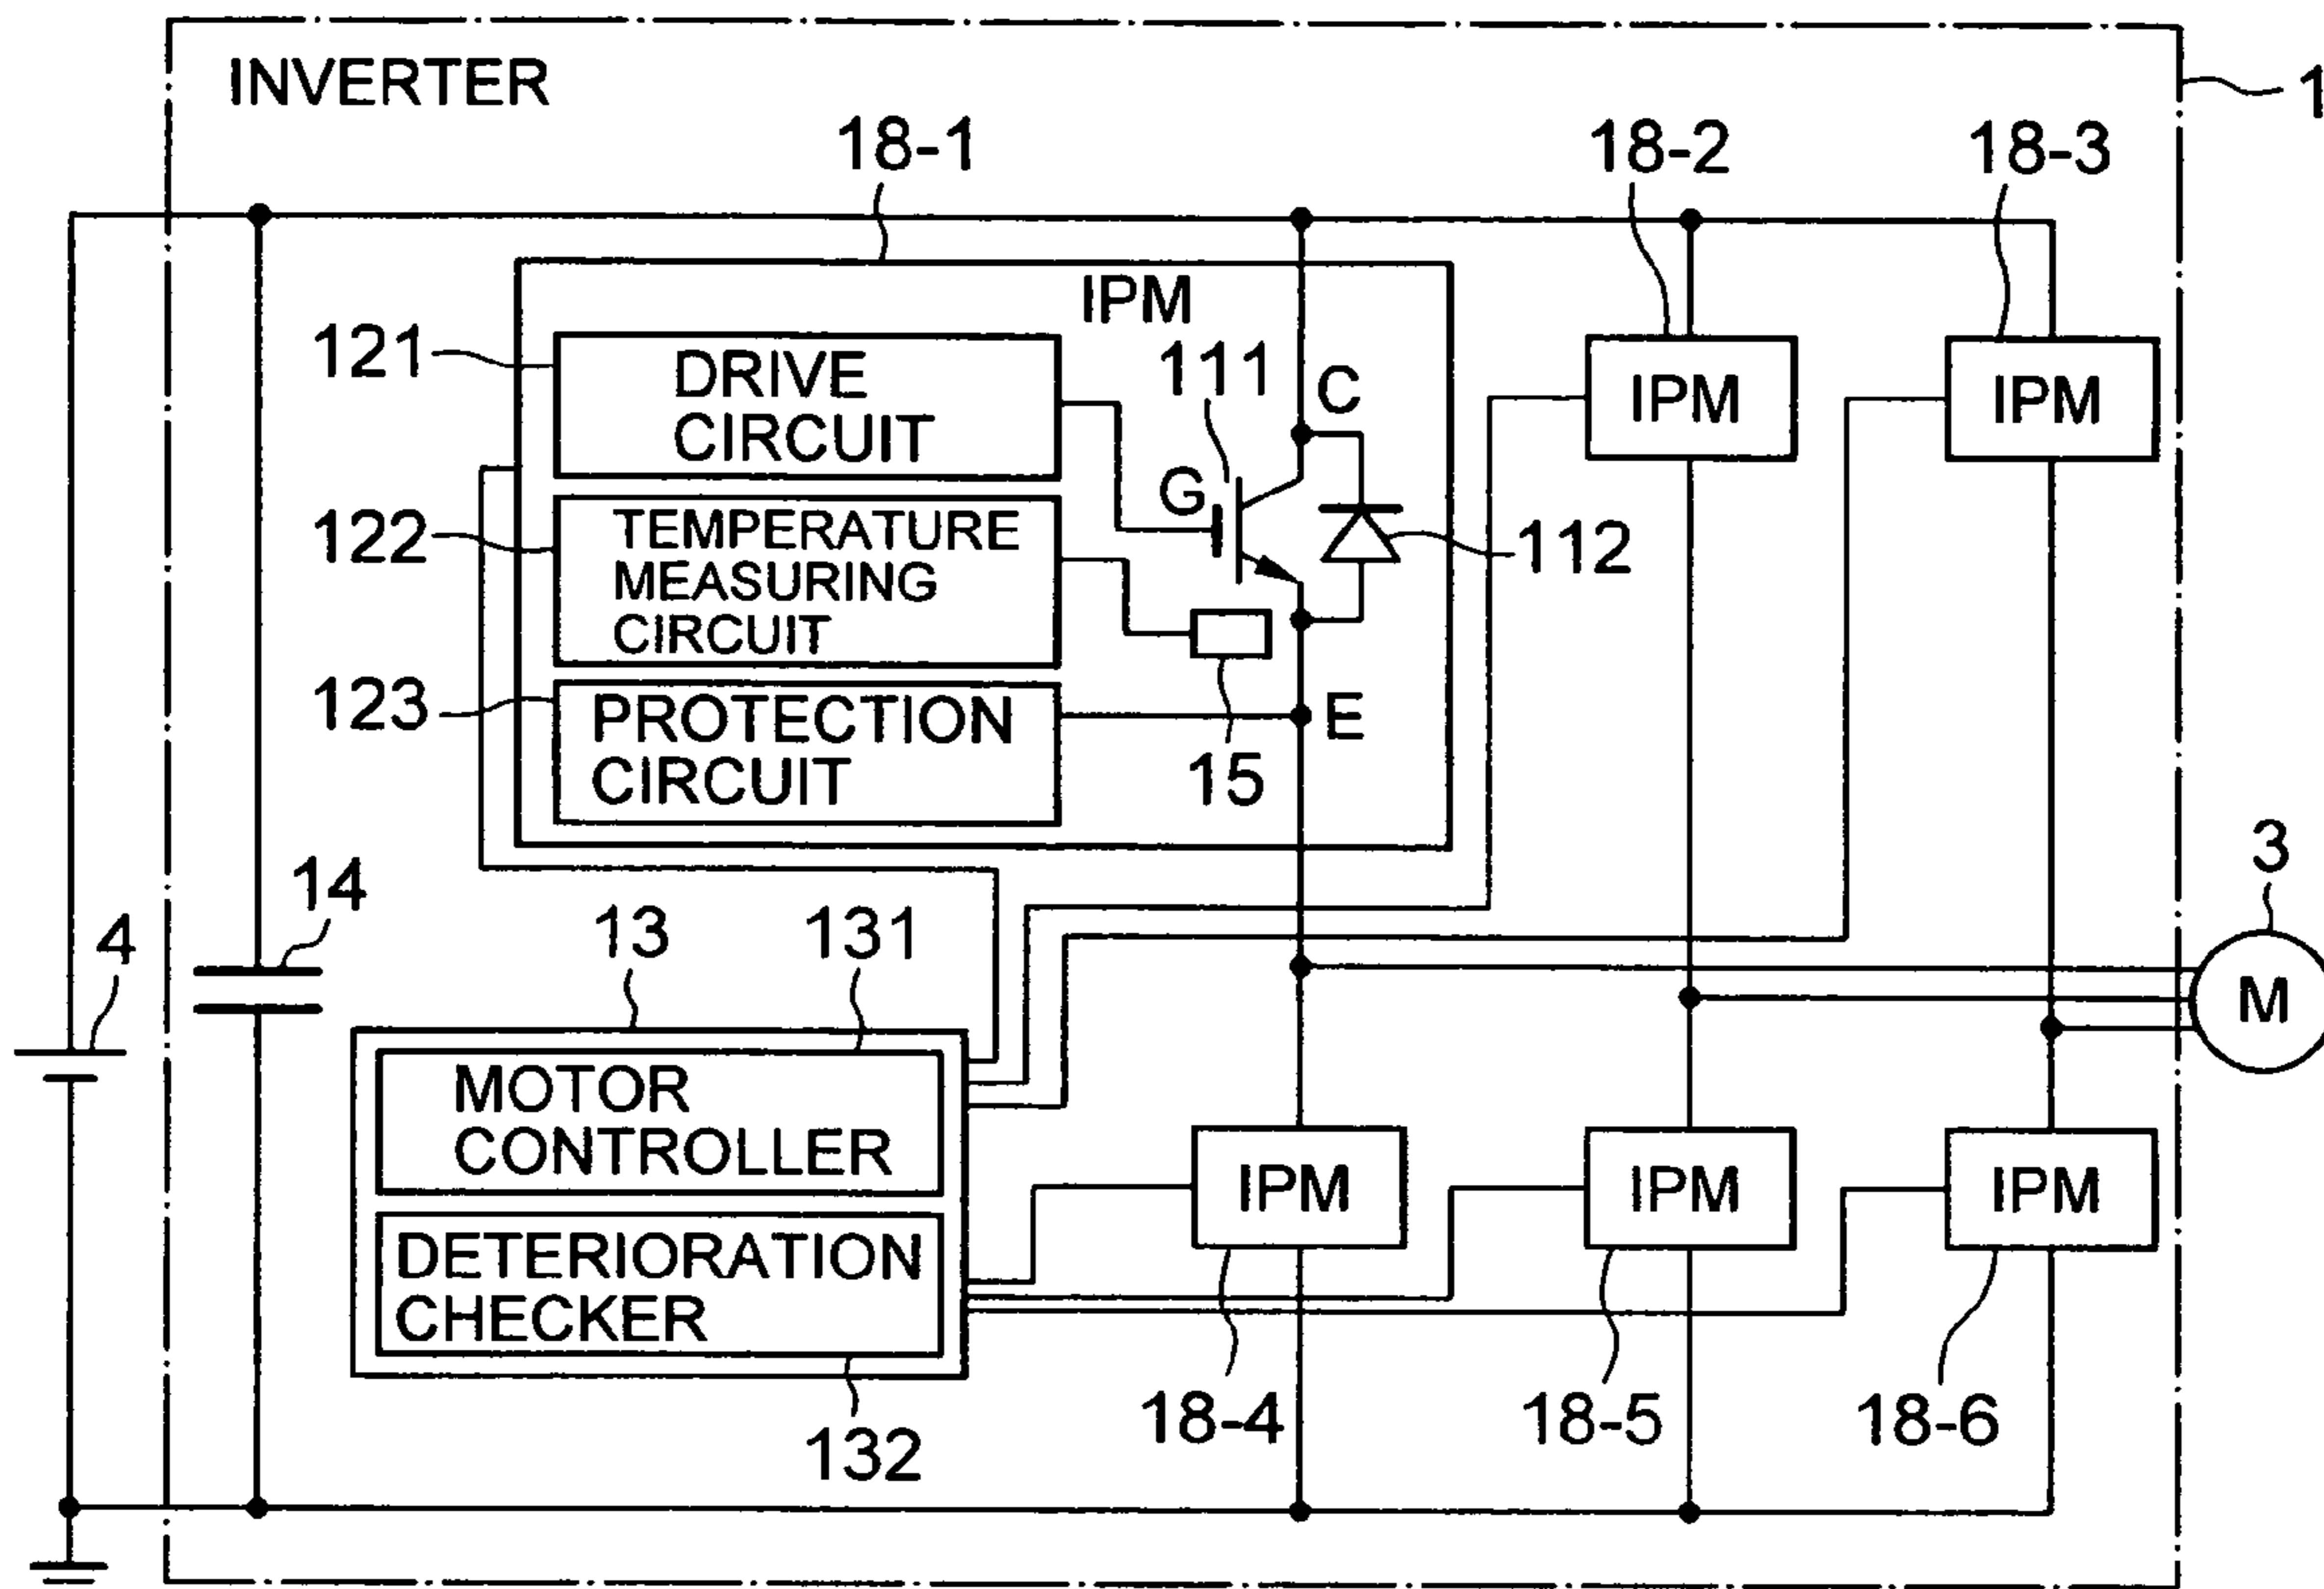 INVERTER
1
18-1
18-2
18-3
IPM
121
DRIVE
CIRCUIT
111
C
G
IPM
IPM
122
TEMPERATURE
MEASURING
CIRCUIT
112
123
PROTECTION
CIRCUIT
E
15
3
14
4
13
131
M
MOTOR
CONTROLLER
IPM
IPM
IPM
DETERIORATION
CHECKER
18-4
18-5
18-6
132